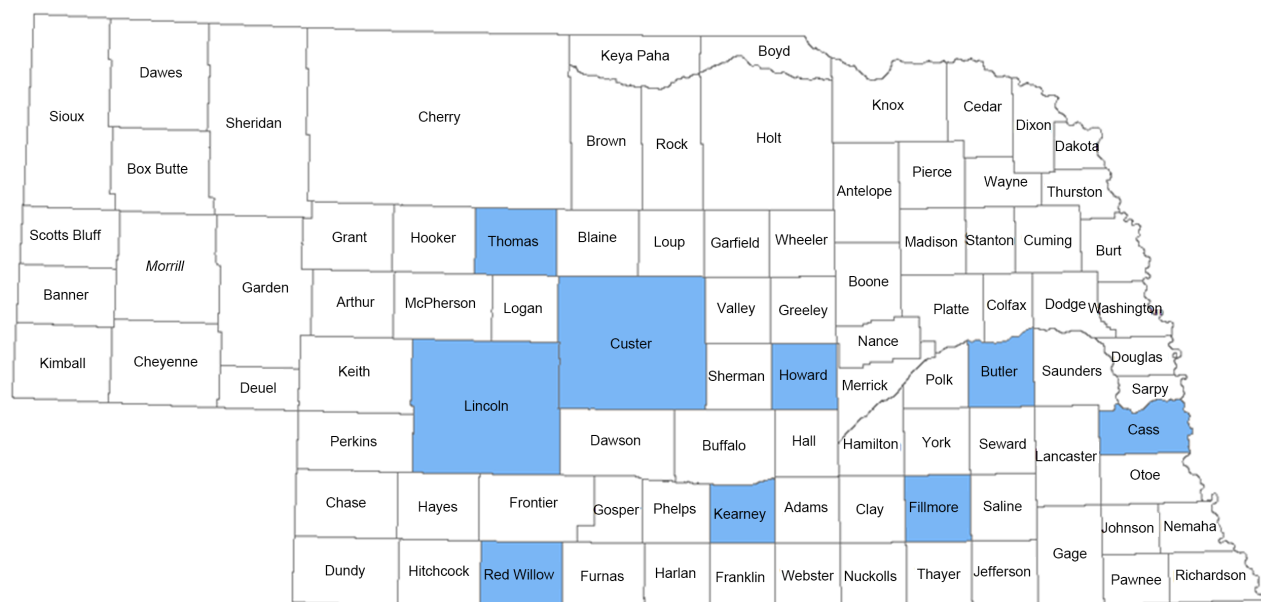 Keya Paha
Boyd
Dawes
Sioux
Sheridan
Cherry
Knox
Cedar
Dixon
Holt
Brown
Rock
Dakota
Box Butte
Pierce
Wayne
Antelope
Thurston
Scotts Bluff
Grant
Hooker
Thomas
Blaine
Loup
Garfield
Wheeler
Madison
Stanton
Cuming
Burt
Morrill
Garden
Banner
Arthur
McPherson
Logan
Valley
Greeley
Boone
Platte
Colfax
Dodge
Washington
Kimball
Cheyenne
Custer
Nance
Douglas
Keith
Deuel
Sherman
Howard
Merrick
Polk
Butler
Saunders
Sarpy
Lincoln
Perkins
Dawson
Buffalo
Hall
Hamilton
York
Seward
Lancaster
Cass
Otoe
Chase
Hayes
Frontier
Gosper
Phelps
Kearney
Adams
Clay
Fillmore
Saline
Johnson
Nemaha
Gage
Dundy
Hitchcock
Red Willow
Furnas
Harlan
Franklin
Webster
Nuckolls
Thayer
Jefferson
Pawnee
Richardson